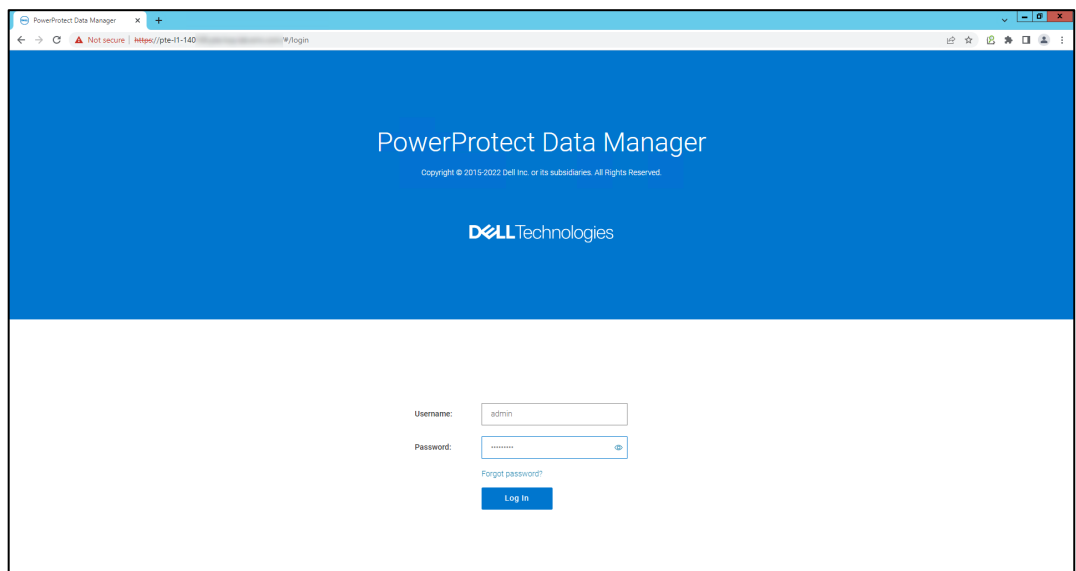 PowerProtect Data Manager
Not secure | https://pte-l1-140 /#/login
PowerProtect Data Manager
Copyright © 2015-2022 Dell Inc. or its subsidiaries. All Rights Reserved.
DELLTechnologies
Username: admin
Password: •••••••••
Forgot password?
Log In